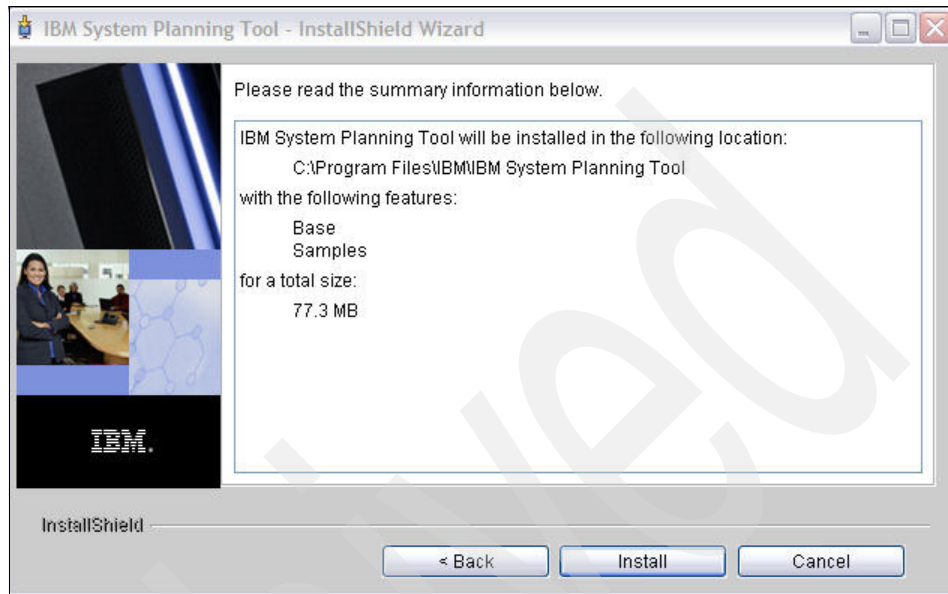 IBM System Planning Tool - InstallShield Wizard
Please read the summary information below.
IBM System Planning Tool will be installed in the following location:
C:\Program Files\IBM\IBM System Planning Tool
with the following features:
Base
Samples
for a total size:
77.3 MB
IBM.
InstallShield
< Back
Install
Cancel